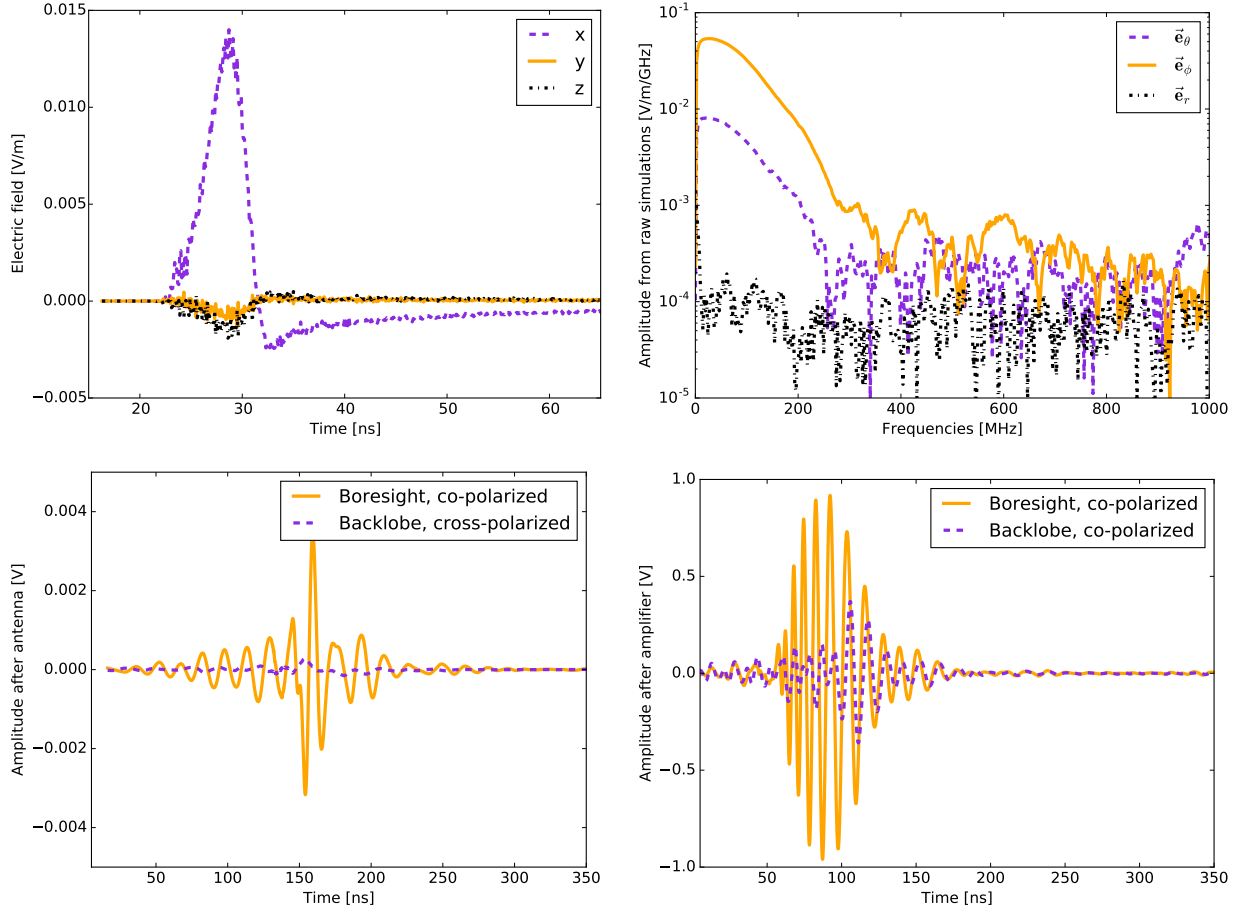 0.015
0.010
0.005
0.000
−0.005
Electric field [V/m]
20
30
40
50
60
Time [ns]
x
y
z
10⁻¹
10⁻²
10⁻³
10⁻⁴
10⁻⁵
Amplitude from raw simulations [V/m/GHz]
0
200
400
600
800
1000
Frequencies [MHz]
e⃗_θ
e⃗_ϕ
e⃗_r
0.004
0.002
0.000
−0.002
−0.004
Amplitude after antenna [V]
50
100
150
200
250
300
350
Time [ns]
Boresight, co-polarized
Backlobe, cross-polarized
1.0
0.5
0.0
−0.5
−1.0
Amplitude after amplifier [V]
50
100
150
200
250
300
350
Time [ns]
Boresight, co-polarized
Backlobe, co-polarized